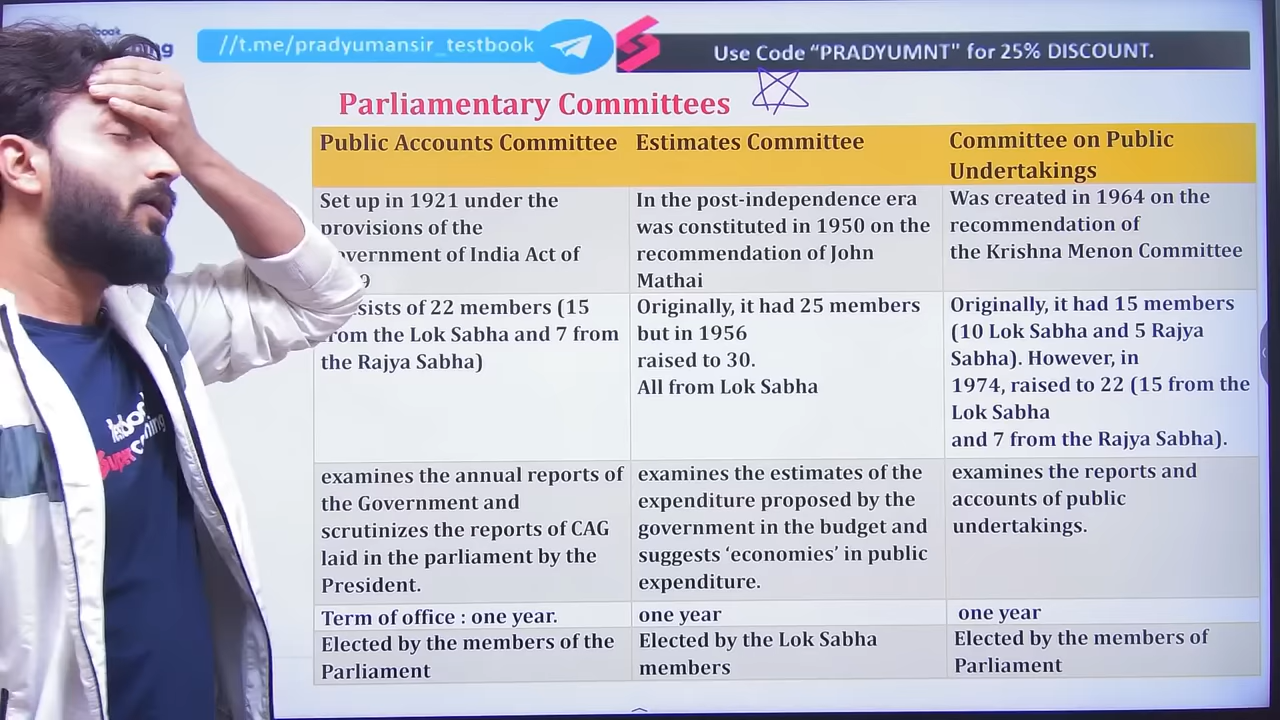 //t.me/pradyumansir_testbook
Use Code “PRADYUMNT" for 25% DISCOUNT.
Parliamentary Committees
Public Accounts Committee
Estimates Committee
Committee on Public
Undertakings
Set up in 1921 under the
provisions of the
Government of India Act of
In the post-independence era
was constituted in 1950 on the
recommendation of John
Mathai
Was created in 1964 on the
recommendation of
the Krishna Menon Committee
of 22 members (15
from the Lok Sabha and 7 from
the Rajya Sabha)
Originally, it had 25 members
but in 1956
raised to 30.
All from Lok Sabha
Originally, it had 15 members
(10 Lok Sabha and 5 Rajya
Sabha). However, in
1974, raised to 22 (15 from the
Lok Sabha
and 7 from the Rajya Sabha).
examines the annual reports of
the Government and
scrutinizes the reports of CAG
laid in the parliament by the
President.
examines the estimates of the
expenditure proposed by the
government in the budget and
suggests ‘economies’ in public
expenditure.
examines the reports and
accounts of public
undertakings.
Term of office : one year.
one year
one year
Elected by the members of the
Parliament
Elected by the Lok Sabha
members
Elected by the members of
Parliament